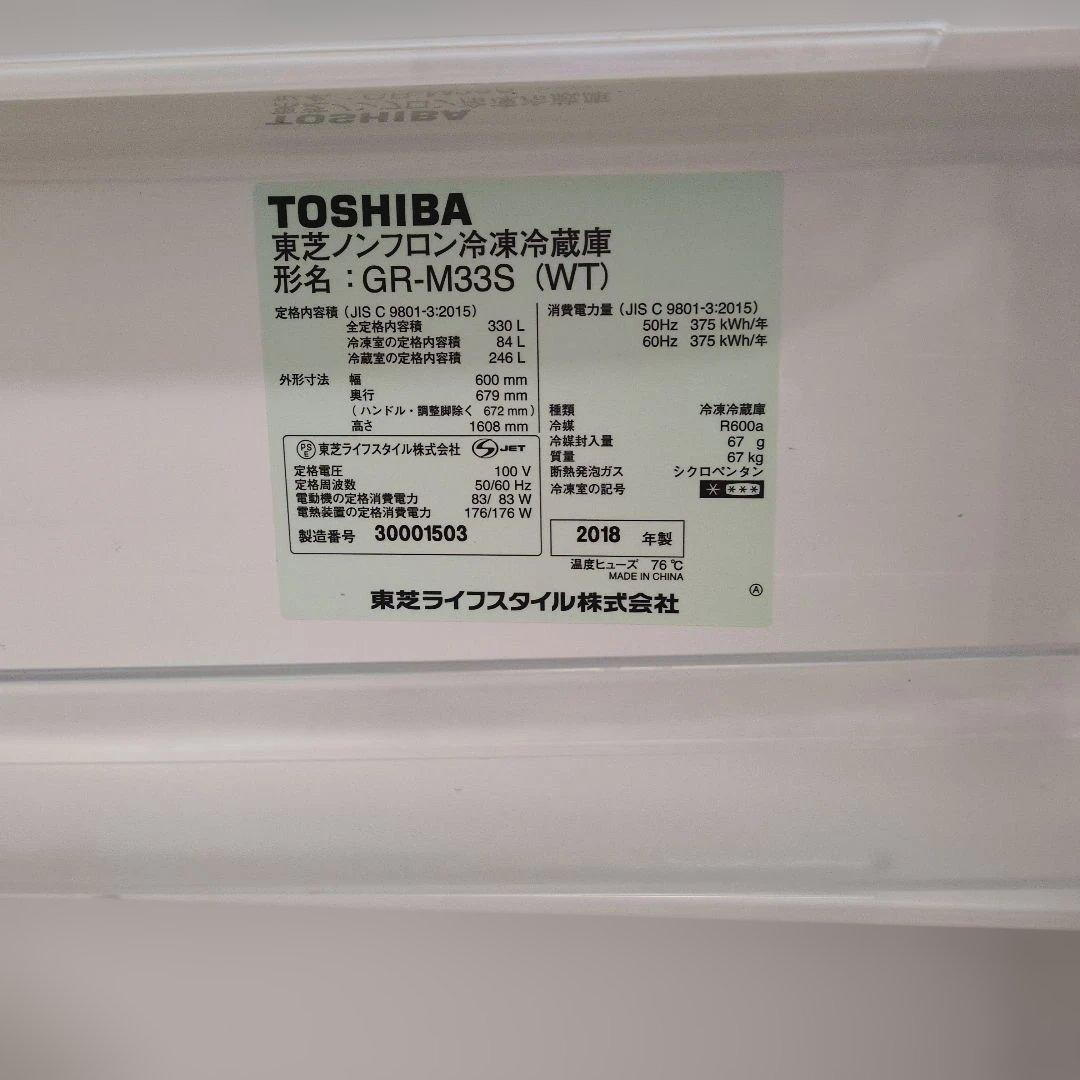 TOSHIBA
東芝ノンフロン冷凍冷蔵庫
形名：GR-M33S (WT)
定格内容積 (JIS C 9801-3:2015)
全定格内容積 330 L
冷凍室の定格内容積 84 L
冷蔵室の定格内容積 246 L
外形寸法 幅 600 mm
奥行 679 mm
(ハンドル・調整脚除く 672 mm)
高さ 1608 mm
消費電力量 (JIS C 9801-3:2015)
50Hz 375 kWh/年
60Hz 375 kWh/年
種類 冷凍冷蔵庫
冷媒 R600a
冷媒封入量 67 g
質量 67 kg
断熱発泡ガス シクロペンタン
冷凍室の記号 * ***
PSE 東芝ライフスタイル株式会社 S JET
定格電圧 100 V
定格周波数 50/60 Hz
電動機の定格消費電力 83/ 83 W
電熱装置の定格消費電力 176/176 W
製造番号 30001503
2018 年製
温度ヒューズ 76℃
MADE IN CHINA
Ⓐ
東芝ライフスタイル株式会社